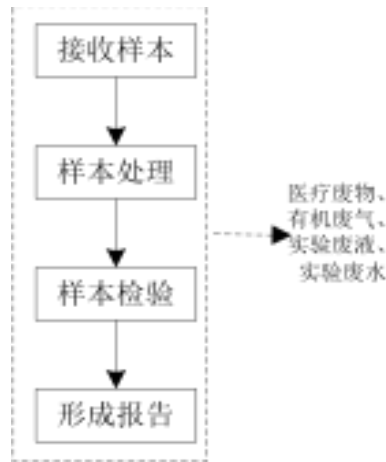 接收样本
样本处理
样本检验
形成报告
医疗废物、
有机废气、
实验废液、
实验废水